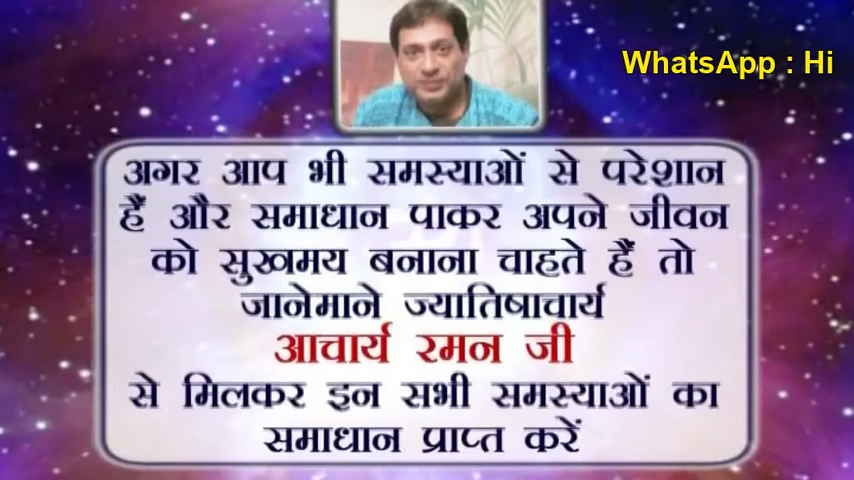 WhatsApp : Hi
अगर आप भी समस्याओं से परेशान
हैं और समाधान पाकर अपने जीवन
को सुखमय बनाना चाहते हैं तो
जानेमाने ज्यातिषाचार्य
आचार्य रमन जी
से मिलकर इन सभी समस्याओं का
समाधान प्राप्त करें